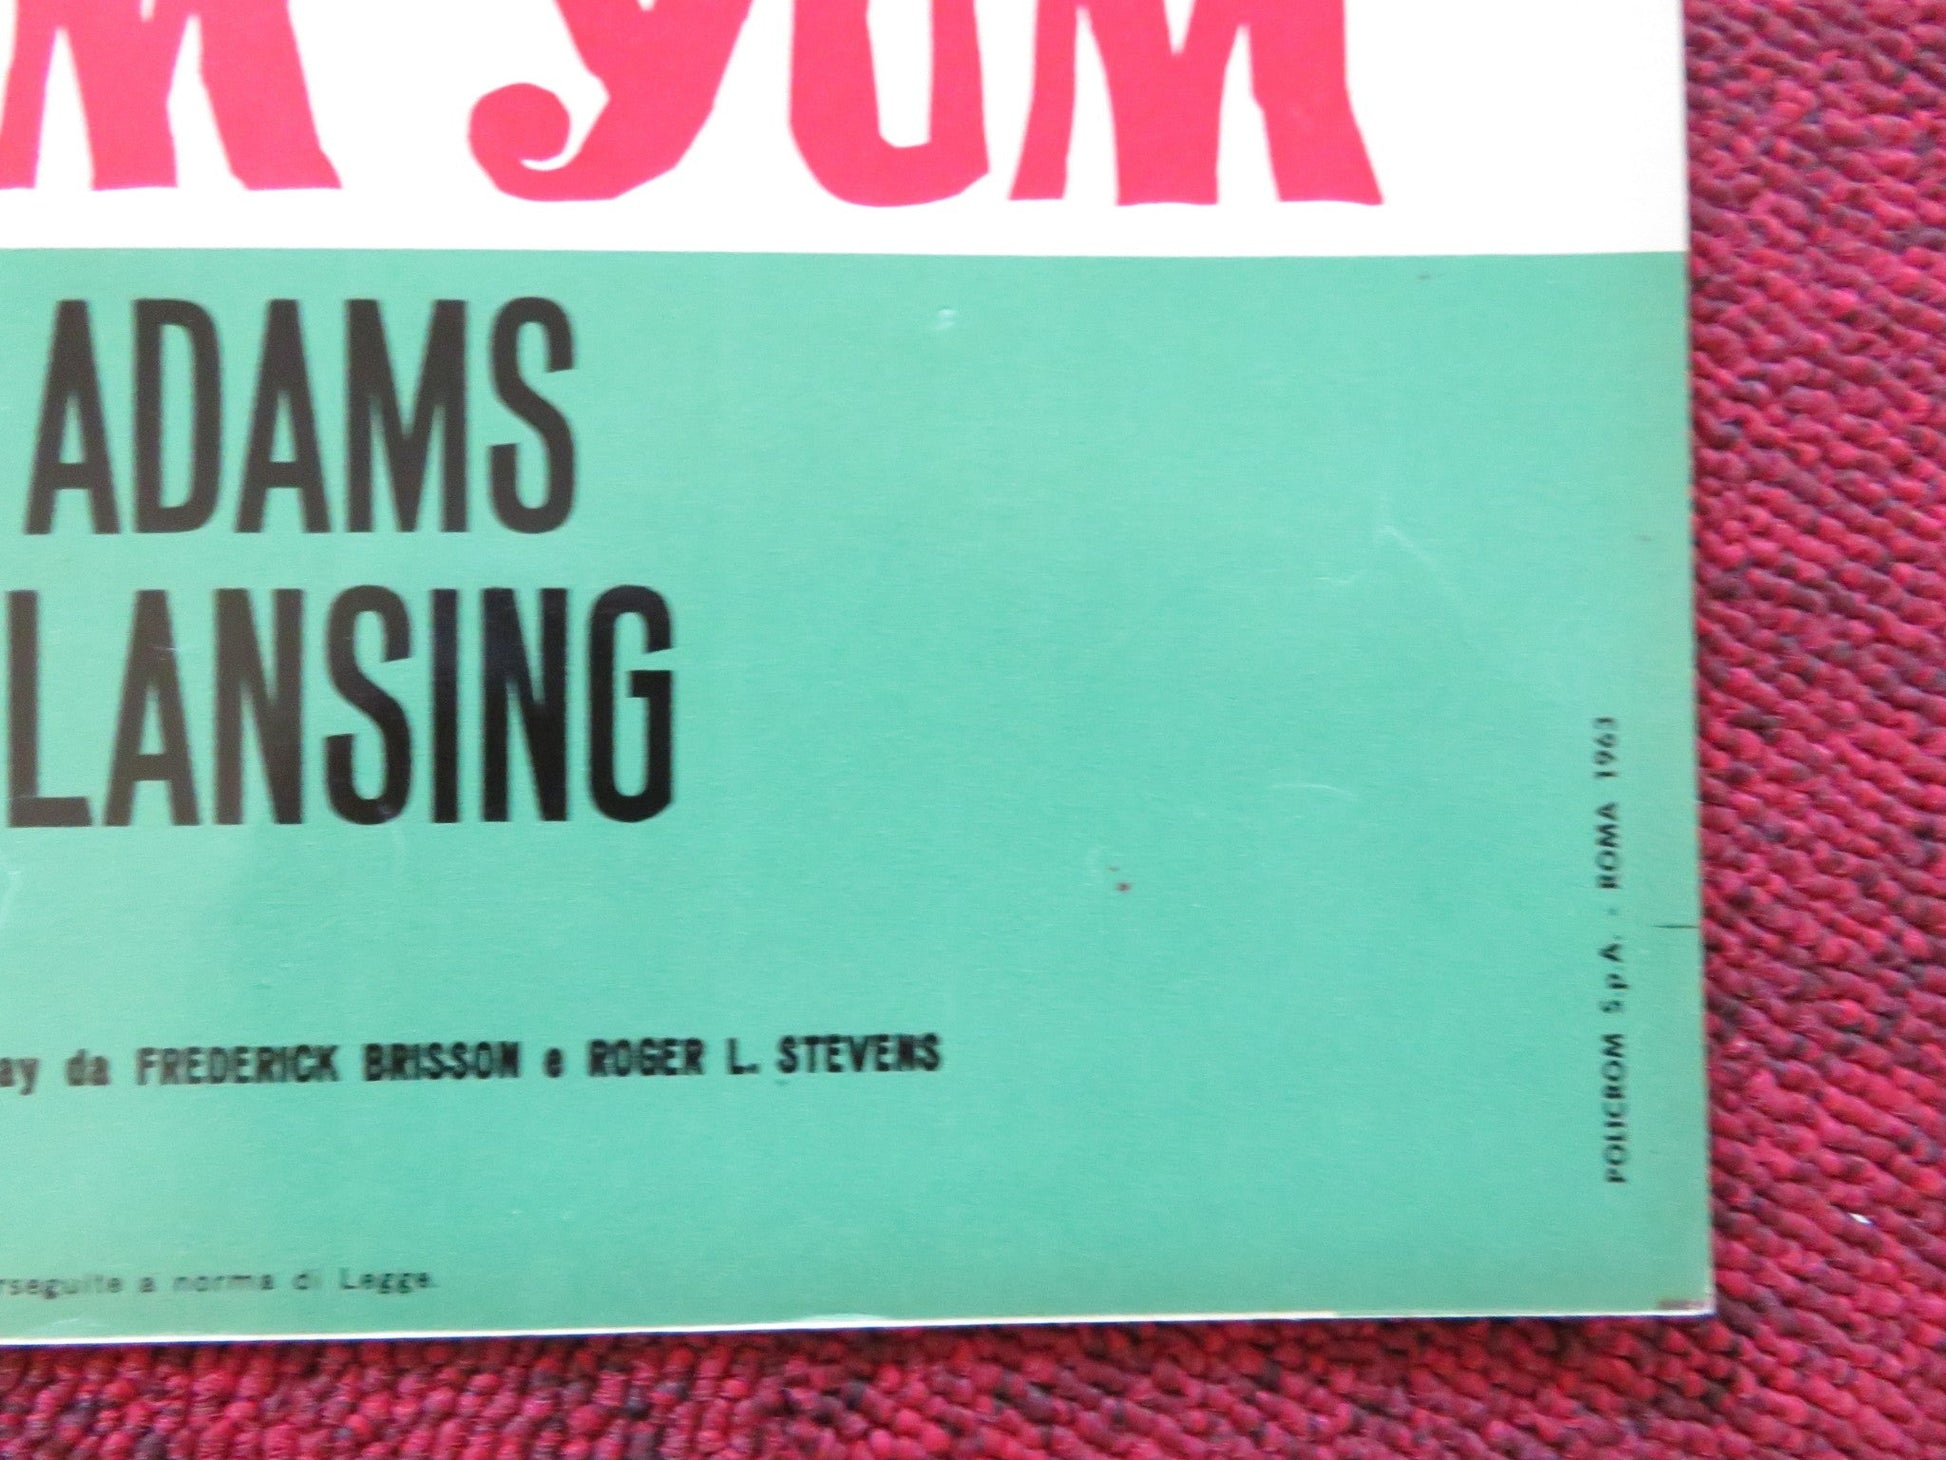 M YUM
ADAMS
LANSING
ay da FREDERICK BRISSON e ROGER L. STEVENS
rseguite a norma di Legge.
POLICROM S.p.A. - ROMA 1963